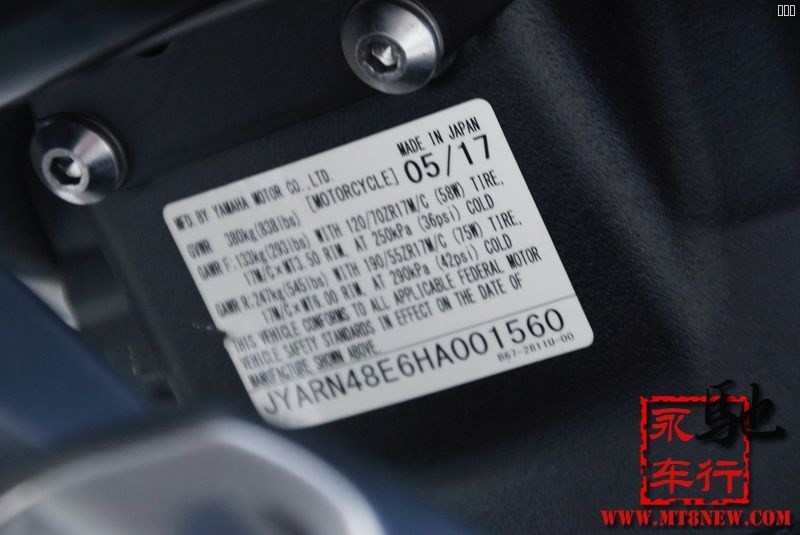 MFD.BY YAMAHA MOTOR CO.,LTD.
MADE IN JAPAN
[MOTORCYCLE] 05/17
GVWR 380kg(838lbs)
GAWR F:133kg(293lbs) WITH 120/70ZR17M/C (58W) TIRE,
17M/C×MT3.50 RIM. AT 250kPa (36psi) COLD
GAWR R:247kg(545lbs) WITH 190/55ZR17M/C (75W) TIRE,
17M/C×MT6.00 RIM. AT 290kPa (42psi) COLD
THIS VEHICLE CONFORMS TO ALL APPLICABLE FEDERAL MOTOR
VEHICLE SAFETY STANDARDS IN EFFECT ON THE DATE OF
MANUFACTURE SHOWN ABOVE.
JYARN48E6HA001560
B67-2811U-00
永馳
车行
WWW.MT8NEW.COM